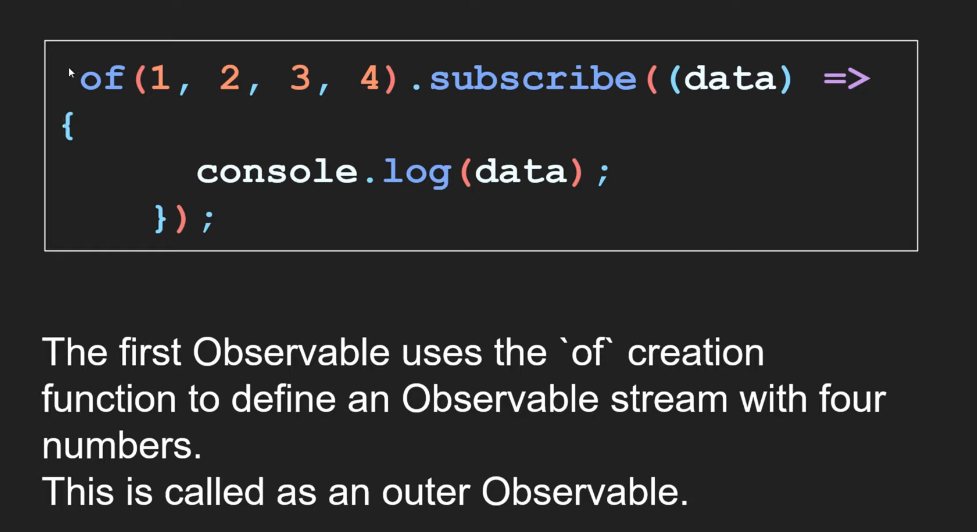 of(1, 2, 3, 4).subscribe((data) =>
{
console.log(data);
});
The first Observable uses the `of` creation
function to define an Observable stream with four
numbers.
This is called as an outer Observable.